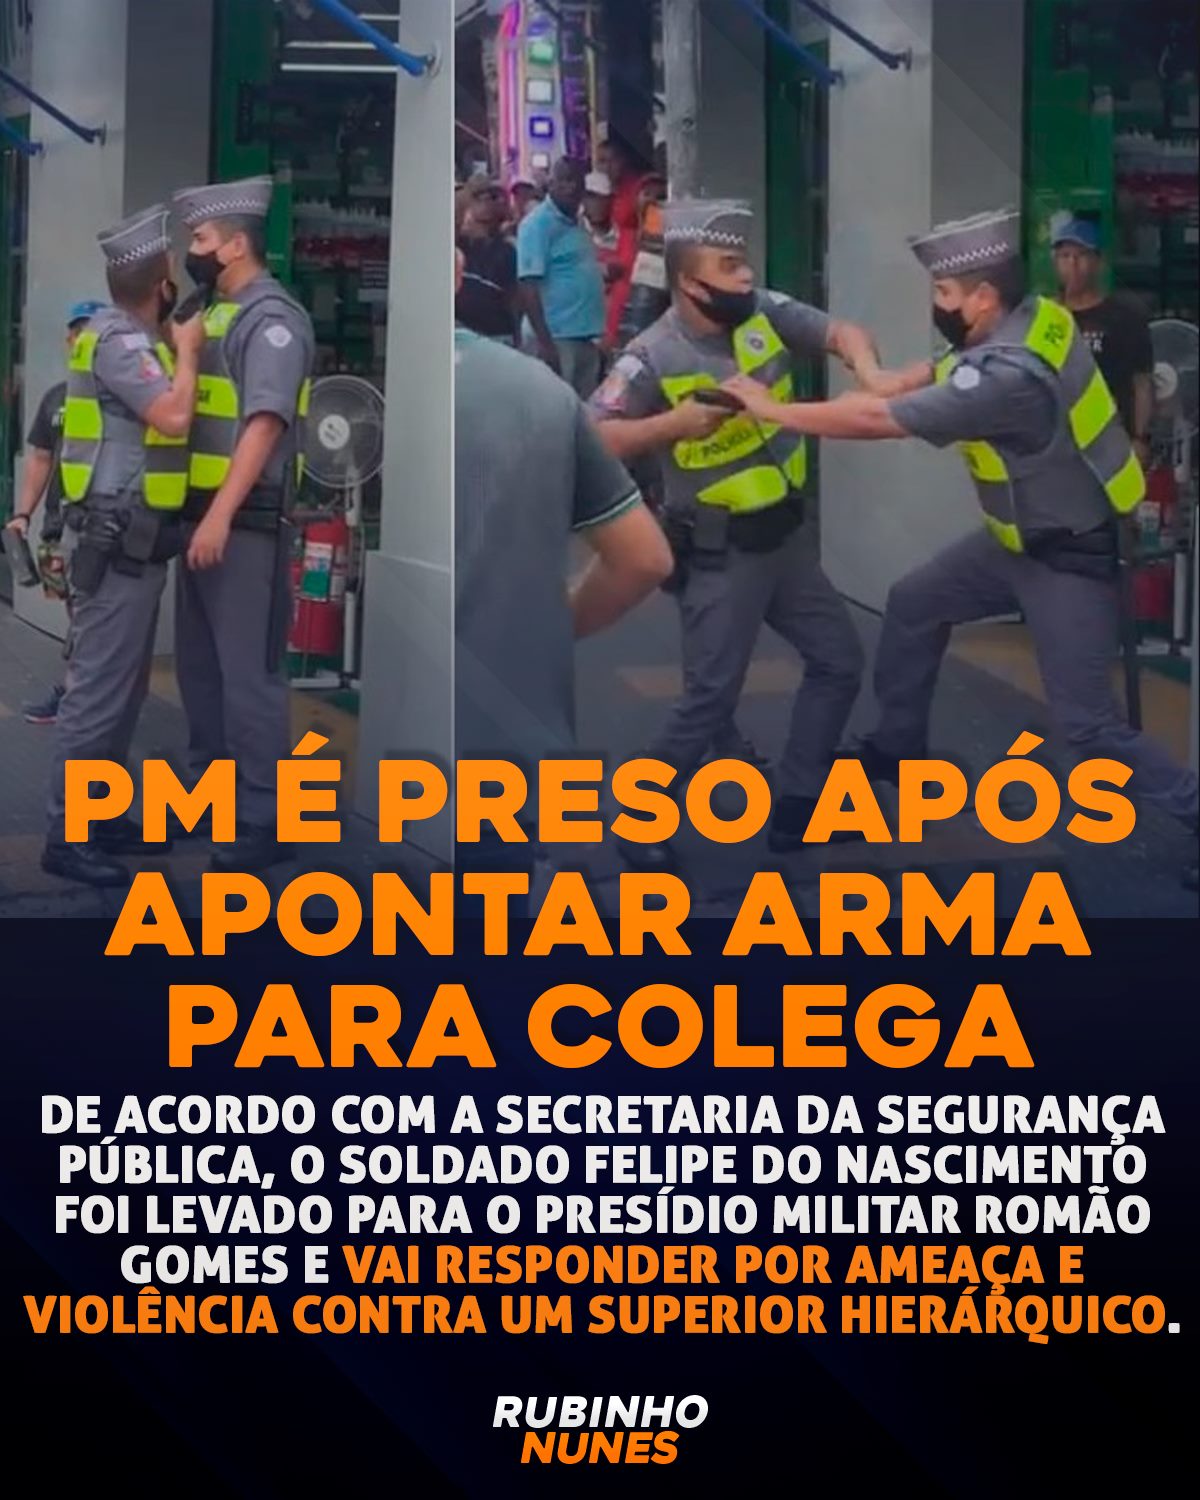 PM É PRESO APÓS
APONTAR ARMA
PARA COLEGA
DE ACORDO COM A SECRETARIA DA SEGURANÇA
PÚBLICA, O SOLDADO FELIPE DO NASCIMENTO
FOI LEVADO PARA O PRESÍDIO MILITAR ROMÃO
GOMES E VAI RESPONDER POR AMEAÇA E
VIOLÊNCIA CONTRA UM SUPERIOR HIERÁRQUICO.
RUBINHO
NUNES